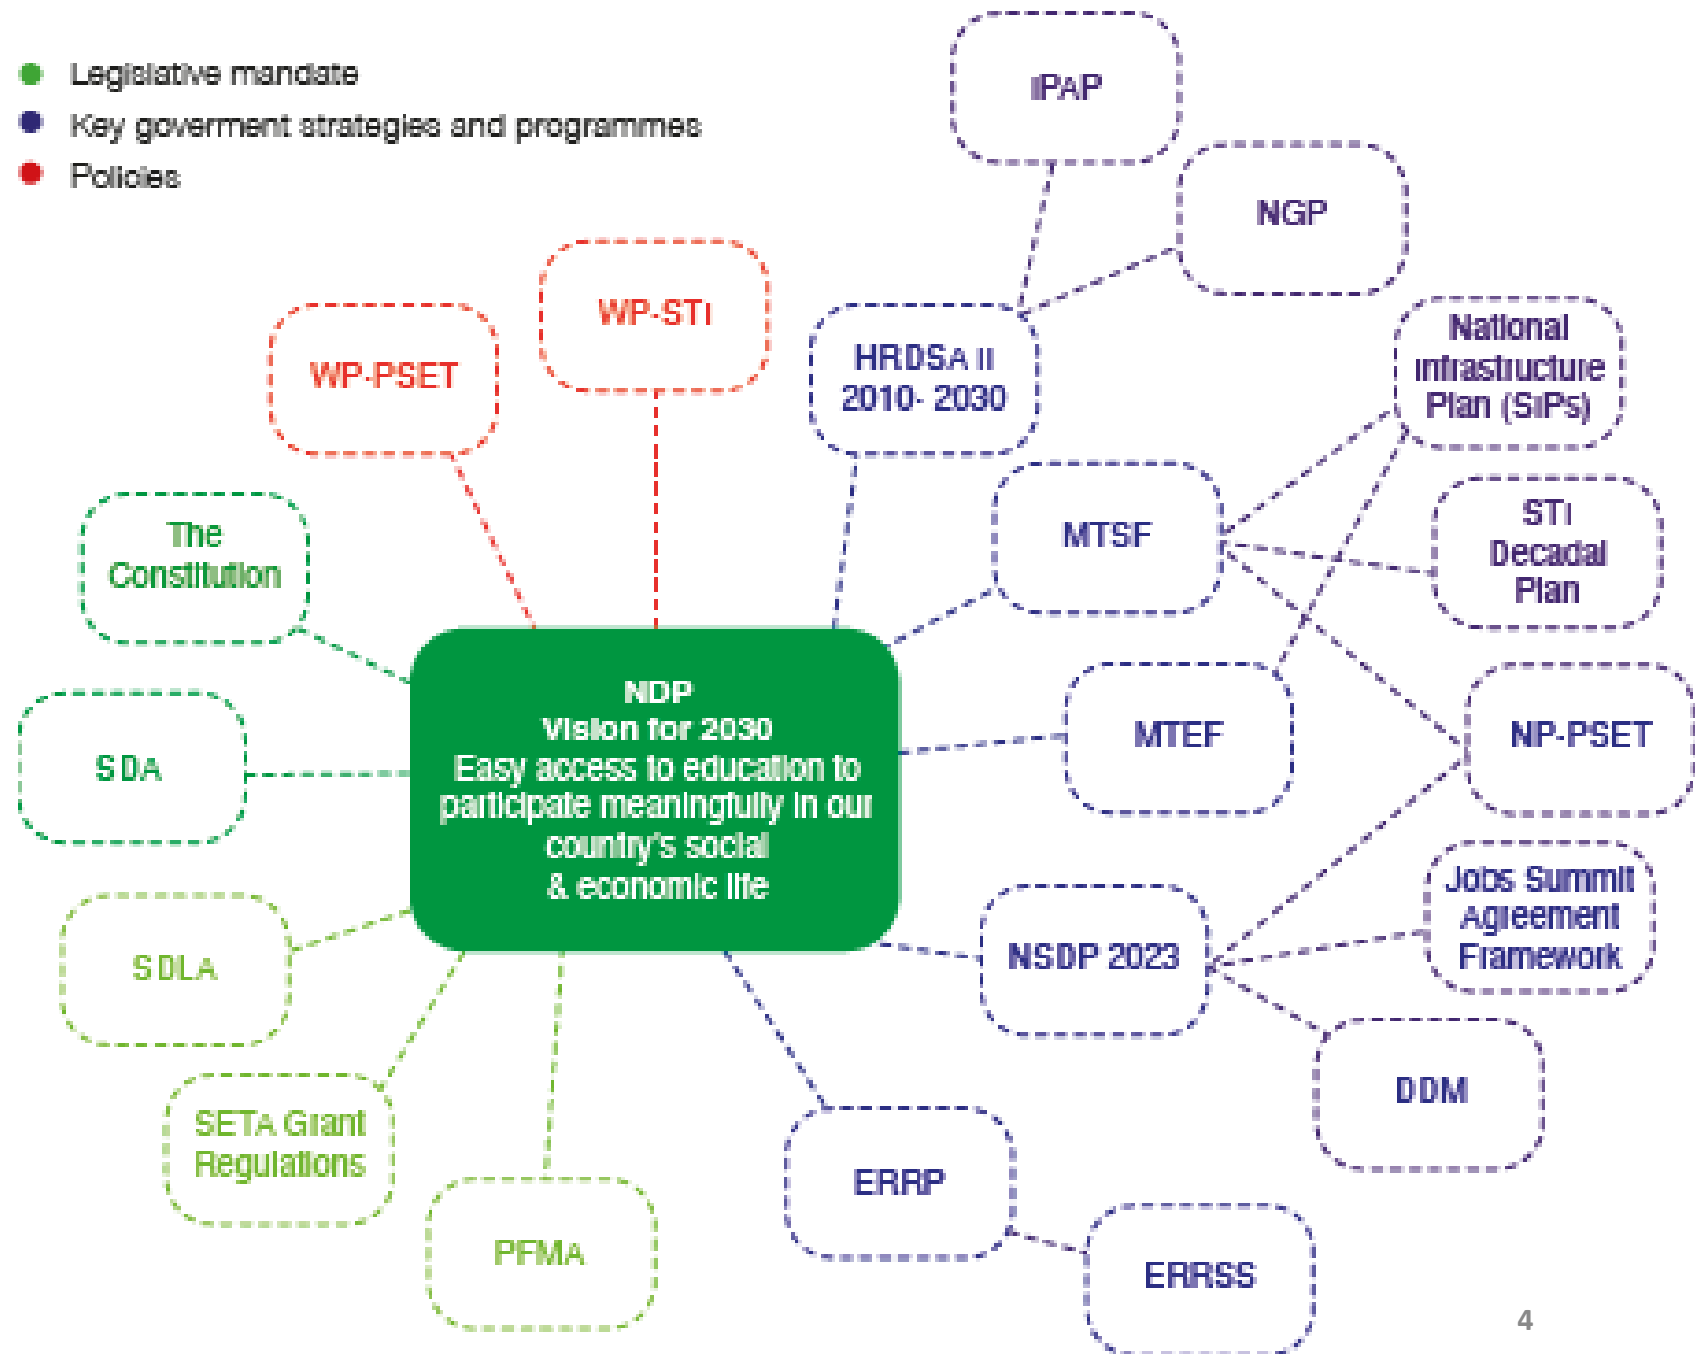 Legislative mandate
Key goverment strategies and programmes
Policies
IPAP
NGP
WP-STI
WP-PSET
HRDSA II
2010- 2030
National
Infrastructure
Plan (SIPs)
MTSF
STI
Decadal
Plan
The
Constitution
NDP
Vision for 2030
Easy access to education to
participate meaningfully in our
country's social
& economic life
SDA
MTEF
NP-PSET
SDLA
NSDP 2023
Jobs Summit
Agreement
Framework
DDM
SETA Grant
Regulations
PFMA
ERRP
ERRSS
4